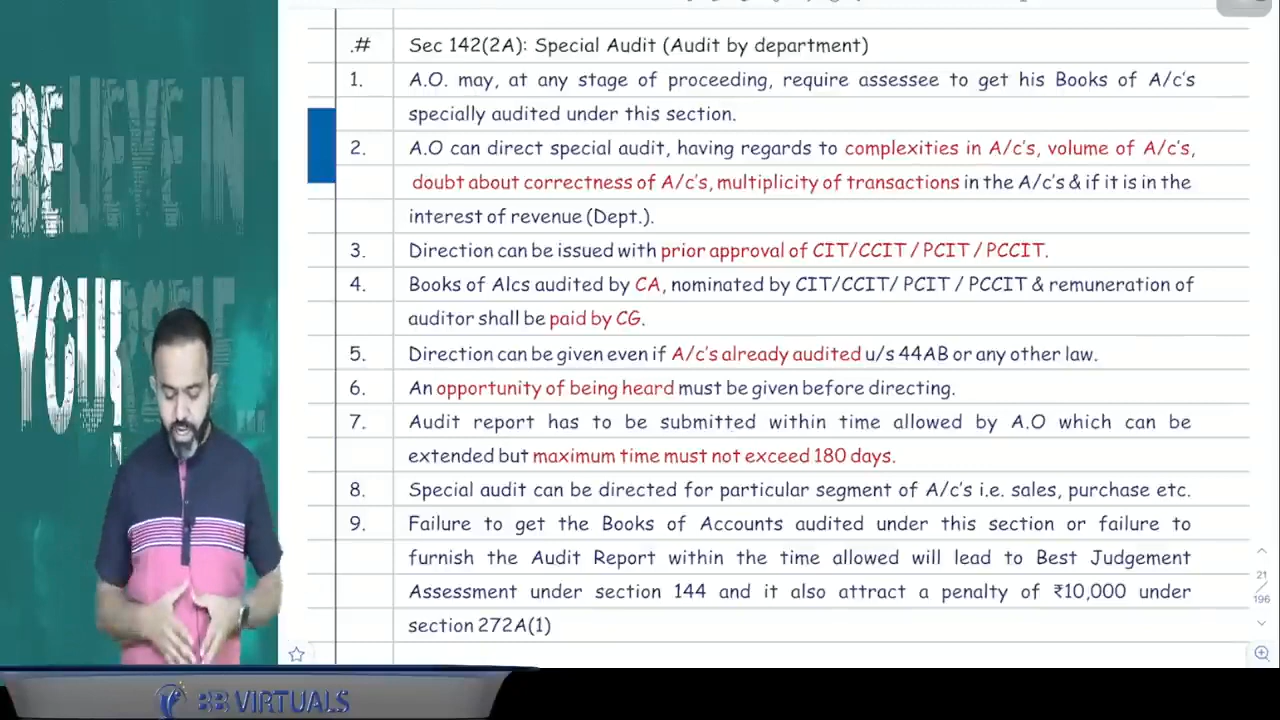 BELIEVE IN
.# Sec 142(2A): Special Audit (Audit by department)
1. A.O. may, at any stage of proceeding, require assessee to get his Books of A/c's
specially audited under this section.
2. A.O can direct special audit, having regards to complexities in A/c's, volume of A/c's,
doubt about correctness of A/c's, multiplicity of transactions in the A/c's & if it is in the
interest of revenue (Dept.).
3. Direction can be issued with prior approval of CIT/CCIT / PCIT / PCCIT.
4. Books of Alcs audited by CA, nominated by CIT/CCIT/ PCIT / PCCIT & remuneration of
auditor shall be paid by CG.
5. Direction can be given even if A/c's already audited u/s 44AB or any other law.
6. An opportunity of being heard must be given before directing.
7. Audit report has to be submitted within time allowed by A.O which can be
extended but maximum time must not exceed 180 days.
8. Special audit can be directed for particular segment of A/c's i.e. sales, purchase etc.
9. Failure to get the Books of Accounts audited under this section or failure to
furnish the Audit Report within the time allowed will lead to Best Judgement
Assessment under section 144 and it also attract a penalty of ₹10,000 under
section 272A(1)
21
196
BB VIRTUALS